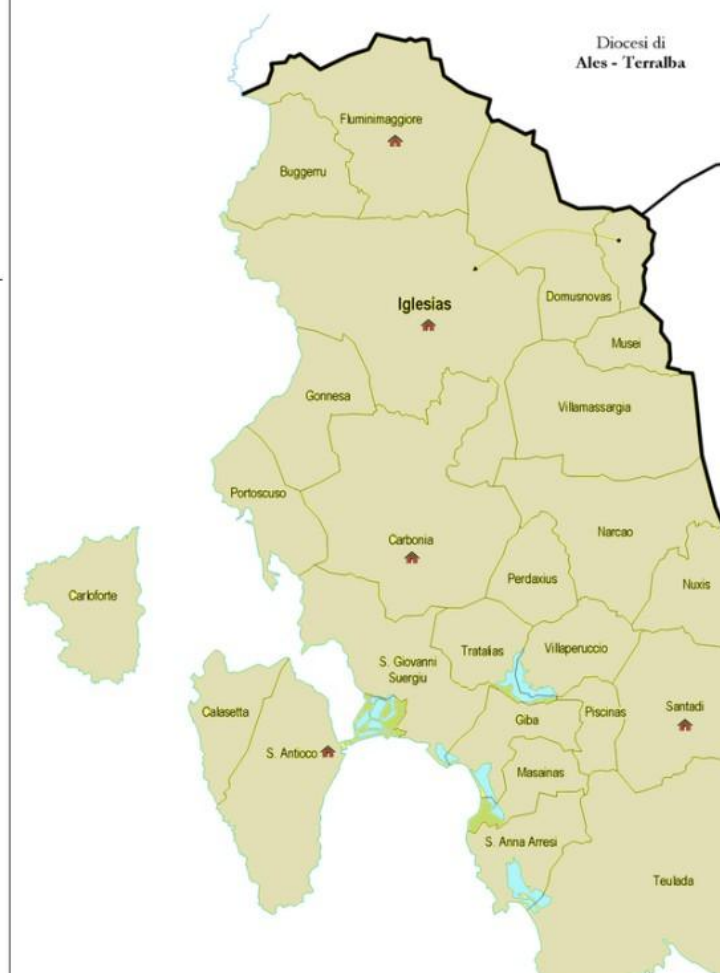 Diocesi di
Ales - Terralba
Fluminimaggiore
Buggerru
Iglesias
Domusnovas
Musei
Gonnesa
Villamassargia
Portoscuso
Narcao
Carbonia
Perdaxius
Nuxis
Carloforte
Tratalias
Villaperuccio
S. Giovanni
Suergiu
Calasetta
Giba
Piscinas
Santadi
S. Antioco
Masainas
S. Anna Arresi
Teulada